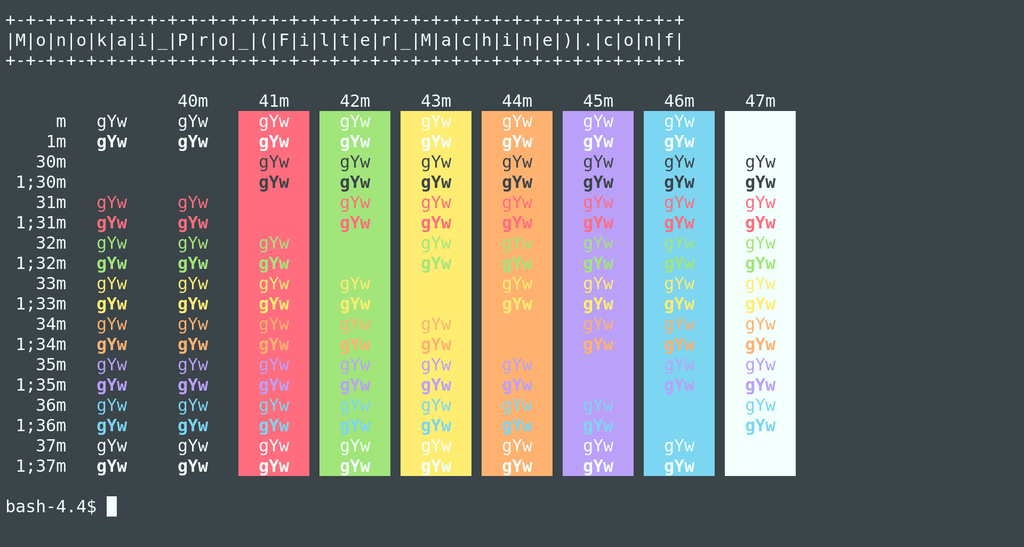 +-+-+-+-+-+-+-+-+-+-+-+-+-+-+-+-+-+-+-+-+-+-+-+-+-+-+-+-+-+-+-+-+-+
|M|o|n|o|k|a|i|_|P|r|o|_|(|F|i|l|t|e|r|_|M|a|c|h|i|n|e|)|.|c|o|n|f|
+-+-+-+-+-+-+-+-+-+-+-+-+-+-+-+-+-+-+-+-+-+-+-+-+-+-+-+-+-+-+-+-+-+
40m 41m 42m 43m 44m 45m 46m 47m
m gYw gYw gYw gYw gYw gYw gYw gYw
1m gYw gYw gYw gYw gYw gYw gYw gYw
30m gYw gYw gYw gYw gYw gYw gYw
1;30m gYw gYw gYw gYw gYw gYw gYw
31m gYw gYw gYw gYw gYw gYw gYw gYw
1;31m gYw gYw gYw gYw gYw gYw gYw gYw
32m gYw gYw gYw gYw gYw gYw gYw gYw
1;32m gYw gYw gYw gYw gYw gYw gYw gYw
33m gYw gYw gYw gYw gYw gYw gYw gYw
1;33m gYw gYw gYw gYw gYw gYw gYw gYw
34m gYw gYw gYw gYw gYw gYw gYw gYw
1;34m gYw gYw gYw gYw gYw gYw gYw gYw
35m gYw gYw gYw gYw gYw gYw gYw gYw
1;35m gYw gYw gYw gYw gYw gYw gYw gYw
36m gYw gYw gYw gYw gYw gYw gYw gYw
1;36m gYw gYw gYw gYw gYw gYw gYw gYw
37m gYw gYw gYw gYw gYw gYw gYw gYw
1;37m gYw gYw gYw gYw gYw gYw gYw gYw
bash-4.4$